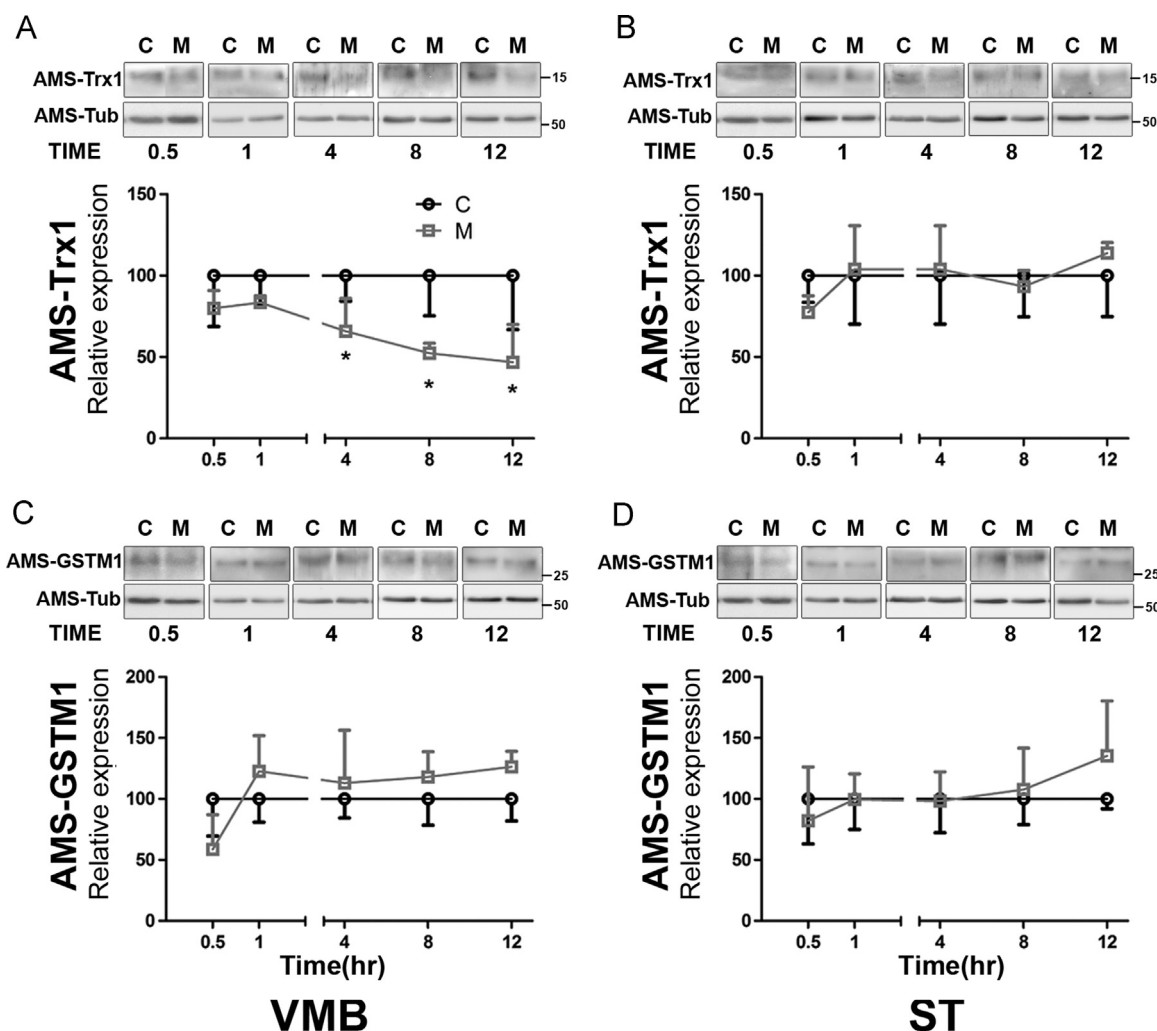 A
C M C M C M C M C M
AMS-Trx1
15
AMS-Tub
50
TIME 0.5 1 4 8 12
AMS-Trx1
Relative expression
150
100
50
0
C
M
*
*
*
0.5 1 4 8 12
B
C M C M C M C M C M
AMS-Trx1
15
AMS-Tub
50
TIME 0.5 1 4 8 12
AMS-Trx1
Relative expression
150
100
50
0
0.5 1 4 8 12
C
C M C M C M C M C M
AMS-GSTM1
25
AMS-Tub
50
TIME 0.5 1 4 8 12
AMS-GSTM1
Relative expression
200
150
100
50
0
0.5 1 4 8 12
Time(hr)
VMB
D
C M C M C M C M C M
AMS-GSTM1
25
AMS-Tub
50
TIME 0.5 1 4 8 12
AMS-GSTM1
Relative expression
200
150
100
50
0
0.5 1 4 8 12
Time(hr)
ST